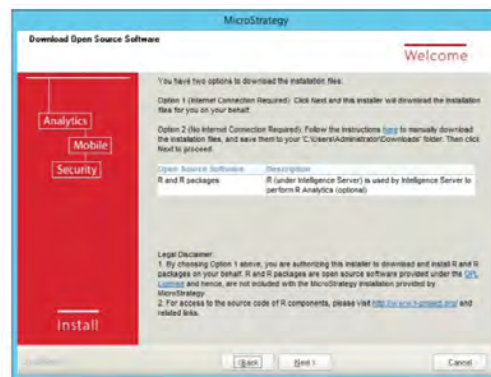 MicroStrategy
Download Open Source Software
Welcome
Analytics
Mobile
Security
Install
You have two options to download the installation files:
Option 1 (Internet Connection Required): Click Next and this installer will download the installation
files for you on your behalf.
Option 2 (No Internet Connection Required): Follow the instructions here to manually download
the installation files, and save them to your 'C:\Users\Administrator\Downloads' folder. Then click
Next to proceed.
Open Source Software Description
R and R packages R (under Intelligence Server) is used by Intelligence Server to
perform R Analytics (optional)
Legal Disclaimer:
1. By choosing Option 1 above, you are authorizing this installer to download and install R and R
packages on your behalf. R and R packages are open source software provided under the GPL
License and hence, are not included with the MicroStrategy installation provided by
MicroStrategy.
2. For access to the source code of R components, please visit http://www.r-project.org/ and
related links.
< Back
Next >
Cancel